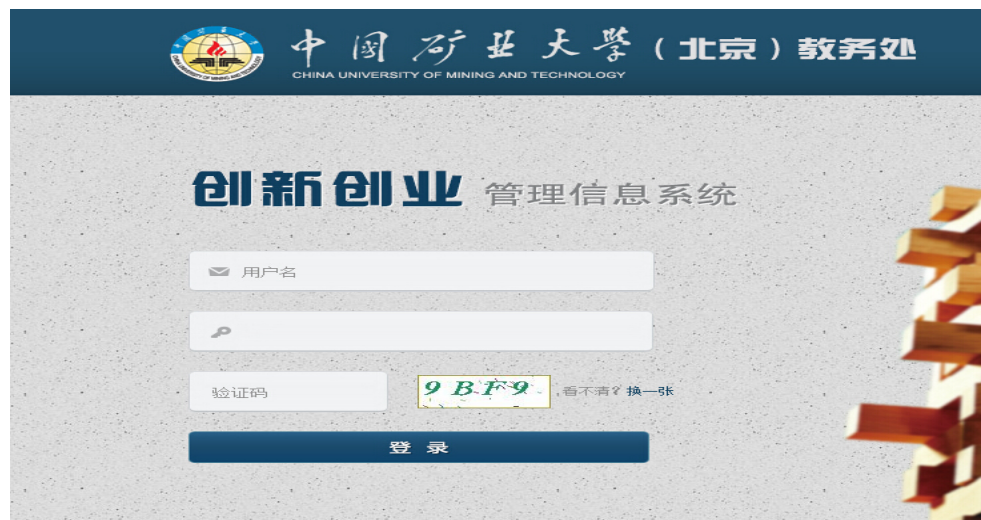 中国矿业大学（北京）教务处
CHINA UNIVERSITY OF MINING AND TECHNOLOGY
创新创业 管理信息系统
用户名
验证码 9BF9 看不清? 换一张
登 录